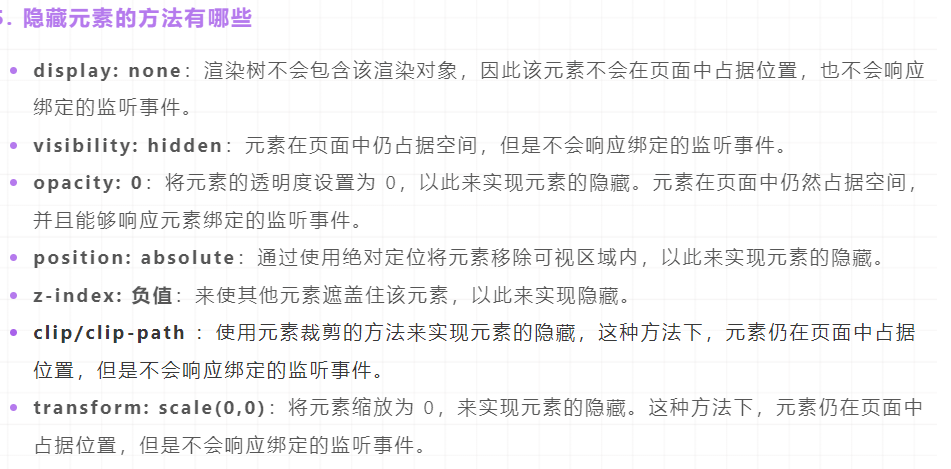 5. 隐藏元素的方法有哪些
• display: none：渲染树不会包含该渲染对象，因此该元素不会在页面中占据位置，也不会响应
绑定的监听事件。
• visibility: hidden：元素在页面中仍占据空间，但是不会响应绑定的监听事件。
• opacity: 0：将元素的透明度设置为 0，以此来实现元素的隐藏。元素在页面中仍然占据空间，
并且能够响应元素绑定的监听事件。
• position: absolute：通过使用绝对定位将元素移除可视区域内，以此来实现元素的隐藏。
• z-index: 负值：来使其他元素遮盖住该元素，以此来实现隐藏。
• clip/clip-path ：使用元素裁剪的方法来实现元素的隐藏，这种方法下，元素仍在页面中占据
位置，但是不会响应绑定的监听事件。
• transform: scale(0,0)：将元素缩放为 0，来实现元素的隐藏。这种方法下，元素仍在页面中
占据位置，但是不会响应绑定的监听事件。